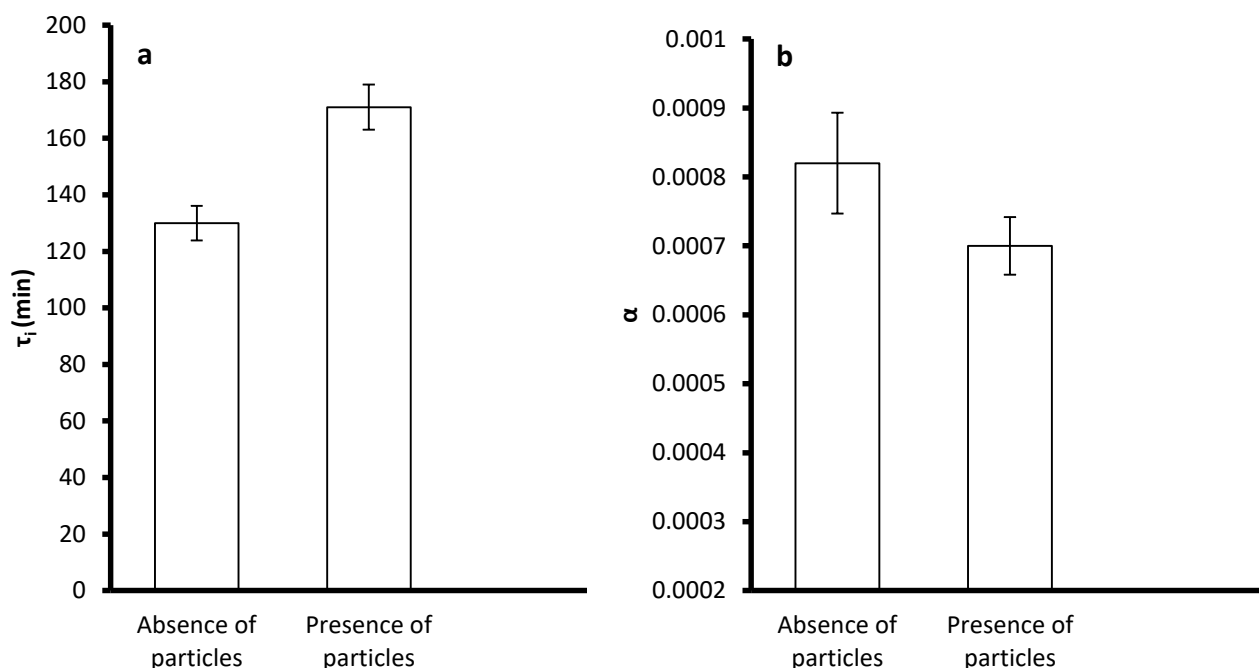 a
τi (min)
200
180
160
140
120
100
80
60
40
20
0
Absence of
particles
Presence of
particles
b
α
0.001
0.0009
0.0008
0.0007
0.0006
0.0005
0.0004
0.0003
0.0002
Absence of
particles
Presence of
particles